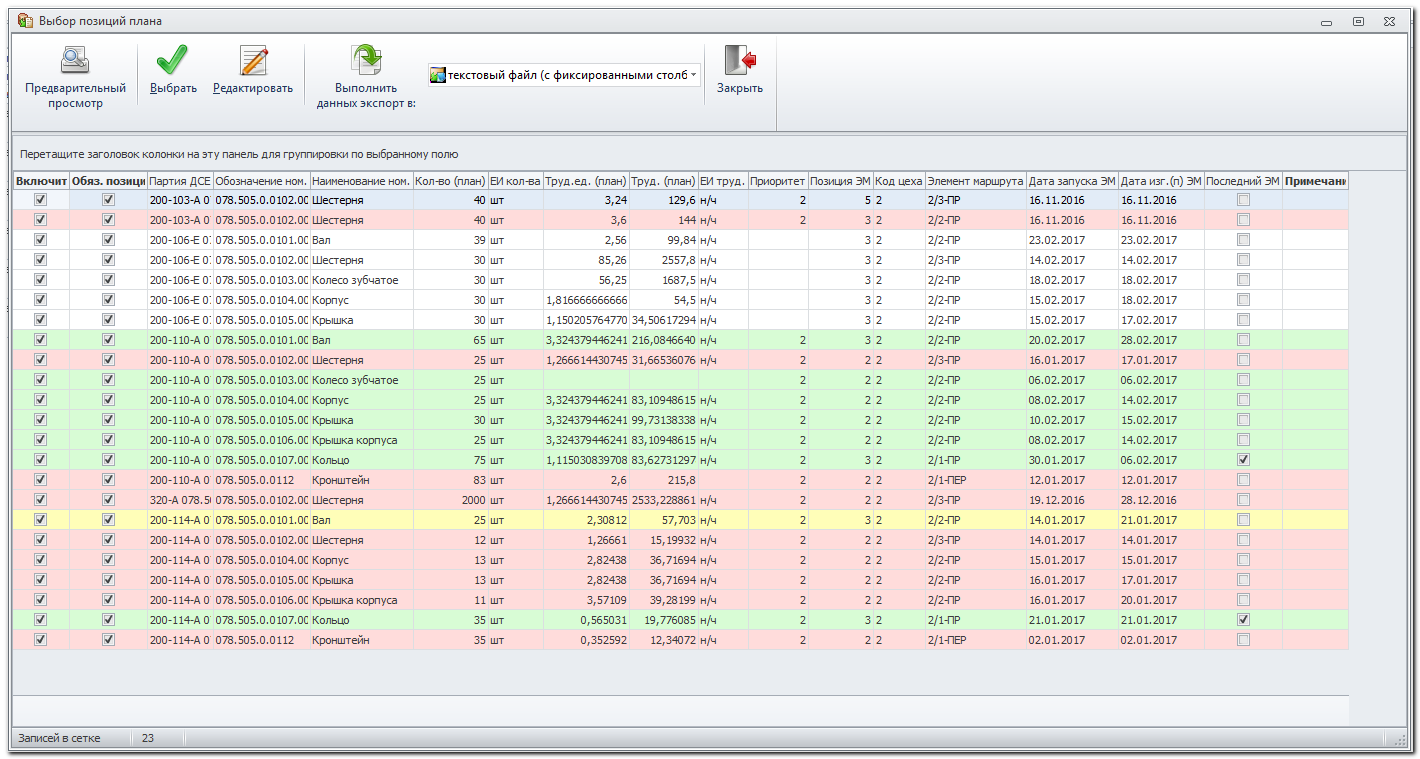 Выбор позиций плана
Предварительный просмотр
Выбрать
Редактировать
Выполнить данных экспорт в:
текстовый файл (с фиксированными столб
Закрыть
Перетащите заголовок колонки на эту панель для группировки по выбранному полю
Включит Обяз. позици Партия ДСЕ Обозначение ном. Наименование ном. Кол-во (план) ЕИ кол-ва Труд.ед. (план) Труд. (план) ЕИ труд. Приоритет Позиция ЭМ Код цеха Элемент маршрута Дата запуска ЭМ Дата изг.(п) ЭМ Последний ЭМ Примечани
200-103-А 0 078.505.0.0102.00 Шестерня 40 шт 3,24 129,6 н/ч 2 5 2 2/3-ПР 16.11.2016 16.11.2016
200-103-А 0 078.505.0.0102.00 Шестерня 40 шт 3,6 144 н/ч 2 3 2 2/2-ПР 16.11.2016 16.11.2016
200-106-Е 0 078.505.0.0101.00 Вал 39 шт 2,56 99,84 н/ч 3 2 2/2-ПР 23.02.2017 23.02.2017
200-106-Е 0 078.505.0.0102.00 Шестерня 30 шт 85,26 2557,8 н/ч 3 2 2/3-ПР 14.02.2017 14.02.2017
200-106-Е 0 078.505.0.0103.00 Колесо зубчатое 30 шт 56,25 1687,5 н/ч 3 2 2/2-ПР 18.02.2017 18.02.2017
200-106-Е 0 078.505.0.0104.00 Корпус 30 шт 1,816666666666 54,5 н/ч 3 2 2/2-ПР 15.02.2017 18.02.2017
200-106-Е 0 078.505.0.0105.00 Крышка 30 шт 1,150205764770 34,50617294 н/ч 3 2 2/2-ПР 15.02.2017 17.02.2017
200-110-А 0 078.505.0.0101.00 Вал 65 шт 3,324379446241 216,0846640 н/ч 2 3 2 2/2-ПР 20.02.2017 28.02.2017
200-110-А 0 078.505.0.0102.00 Шестерня 25 шт 1,266614430745 31,66536076 н/ч 2 2 2 2/3-ПР 16.01.2017 17.01.2017
200-110-А 0 078.505.0.0103.00 Колесо зубчатое 25 шт 2 2 2 2/2-ПР 06.02.2017 06.02.2017
200-110-А 0 078.505.0.0104.00 Корпус 25 шт 3,324379446241 83,10948615 н/ч 2 2 2 2/2-ПР 08.02.2017 14.02.2017
200-110-А 0 078.505.0.0105.00 Крышка 30 шт 3,324379446241 99,73138338 н/ч 2 2 2 2/2-ПР 10.02.2017 15.02.2017
200-110-А 0 078.505.0.0106.00 Крышка корпуса 25 шт 3,324379446241 83,10948615 н/ч 2 2 2 2/2-ПР 08.02.2017 14.02.2017
200-110-А 0 078.505.0.0107.00 Кольцо 75 шт 1,115030839708 83,62731297 н/ч 2 3 2 2/1-ПР 30.01.2017 06.02.2017
200-110-А 0 078.505.0.0112 Кронштейн 83 шт 2,6 215,8 2 2 2 2/1-ПЕР 12.01.2017 12.01.2017
320-А 078.5 078.505.0.0102.00 Шестерня 2000 шт 1,266614430745 2533,228861 н/ч 2 2 2 2/3-ПР 19.12.2016 28.12.2016
200-114-А 0 078.505.0.0101.00 Вал 25 шт 2,30812 57,703 н/ч 2 3 2 2/2-ПР 14.01.2017 21.01.2017
200-114-А 0 078.505.0.0102.00 Шестерня 12 шт 1,26661 15,19932 н/ч 2 2 2 2/3-ПР 14.01.2017 14.01.2017
200-114-А 0 078.505.0.0104.00 Корпус 13 шт 2,82438 36,71694 н/ч 2 2 2 2/2-ПР 15.01.2017 15.01.2017
200-114-А 0 078.505.0.0105.00 Крышка 13 шт 2,82438 36,71694 н/ч 2 2 2 2/2-ПР 16.01.2017 17.01.2017
200-114-А 0 078.505.0.0106.00 Крышка корпуса 11 шт 3,57109 39,28199 н/ч 2 2 2 2/2-ПР 16.01.2017 20.01.2017
200-114-А 0 078.505.0.0107.00 Кольцо 35 шт 0,565031 19,776085 н/ч 2 3 2 2/1-ПР 21.01.2017 21.01.2017
200-114-А 0 078.505.0.0112 Кронштейн 35 шт 0,352592 12,34072 н/ч 2 2 2 2/1-ПЕР 02.01.2017 02.01.2017
Записей в сетке 23